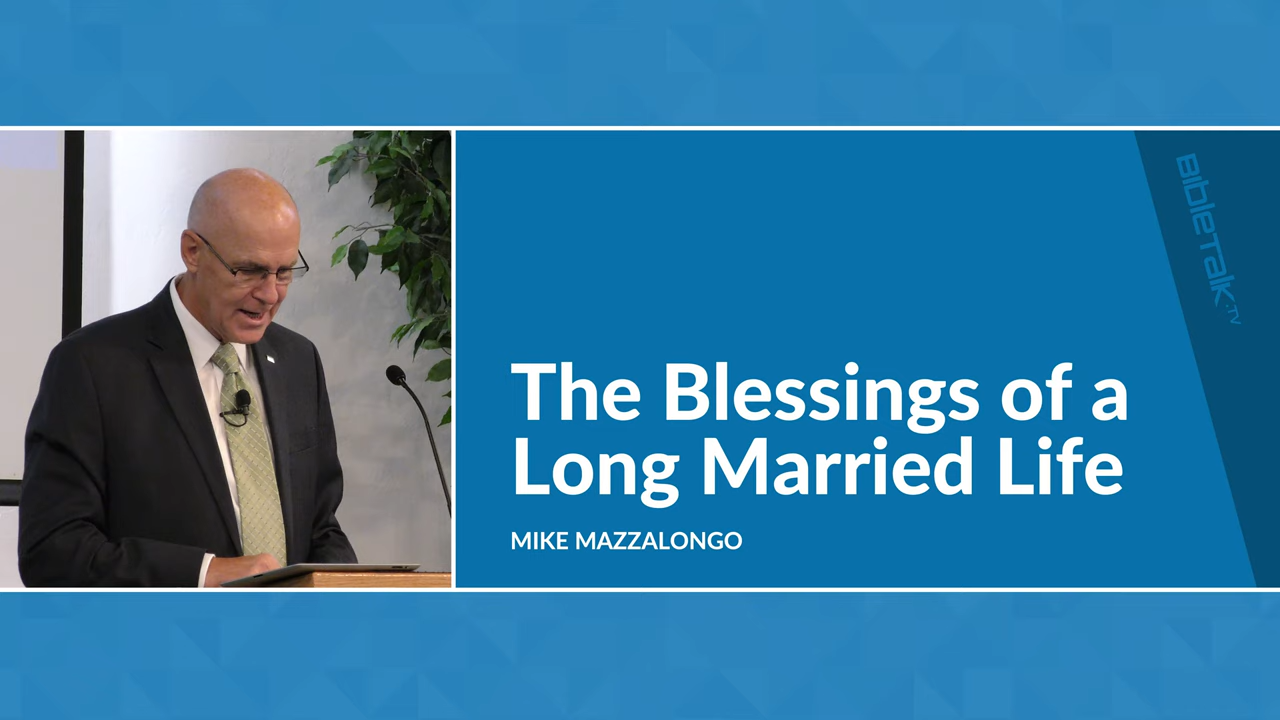 BIBLETALK.TV
The Blessings of a
Long Married Life
MIKE MAZZALONGO